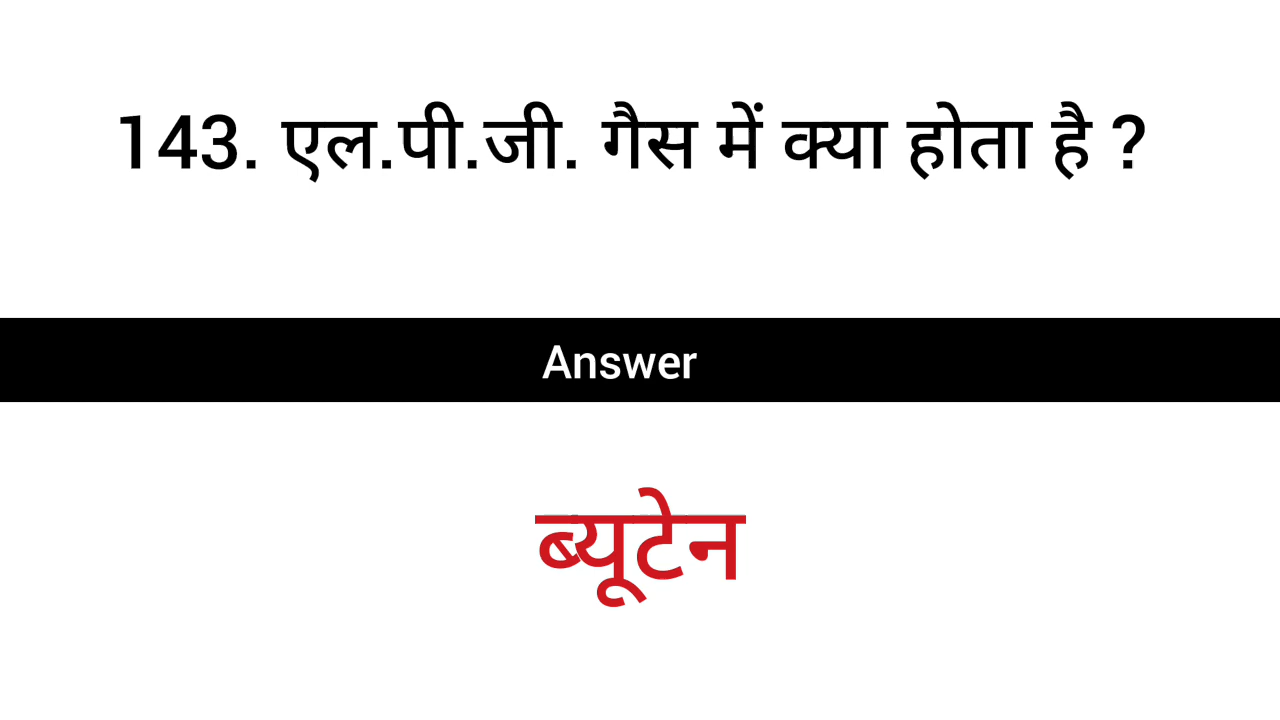 143. एल.पी.जी. गैस में क्या होता है ?
Answer
ब्यूटेन